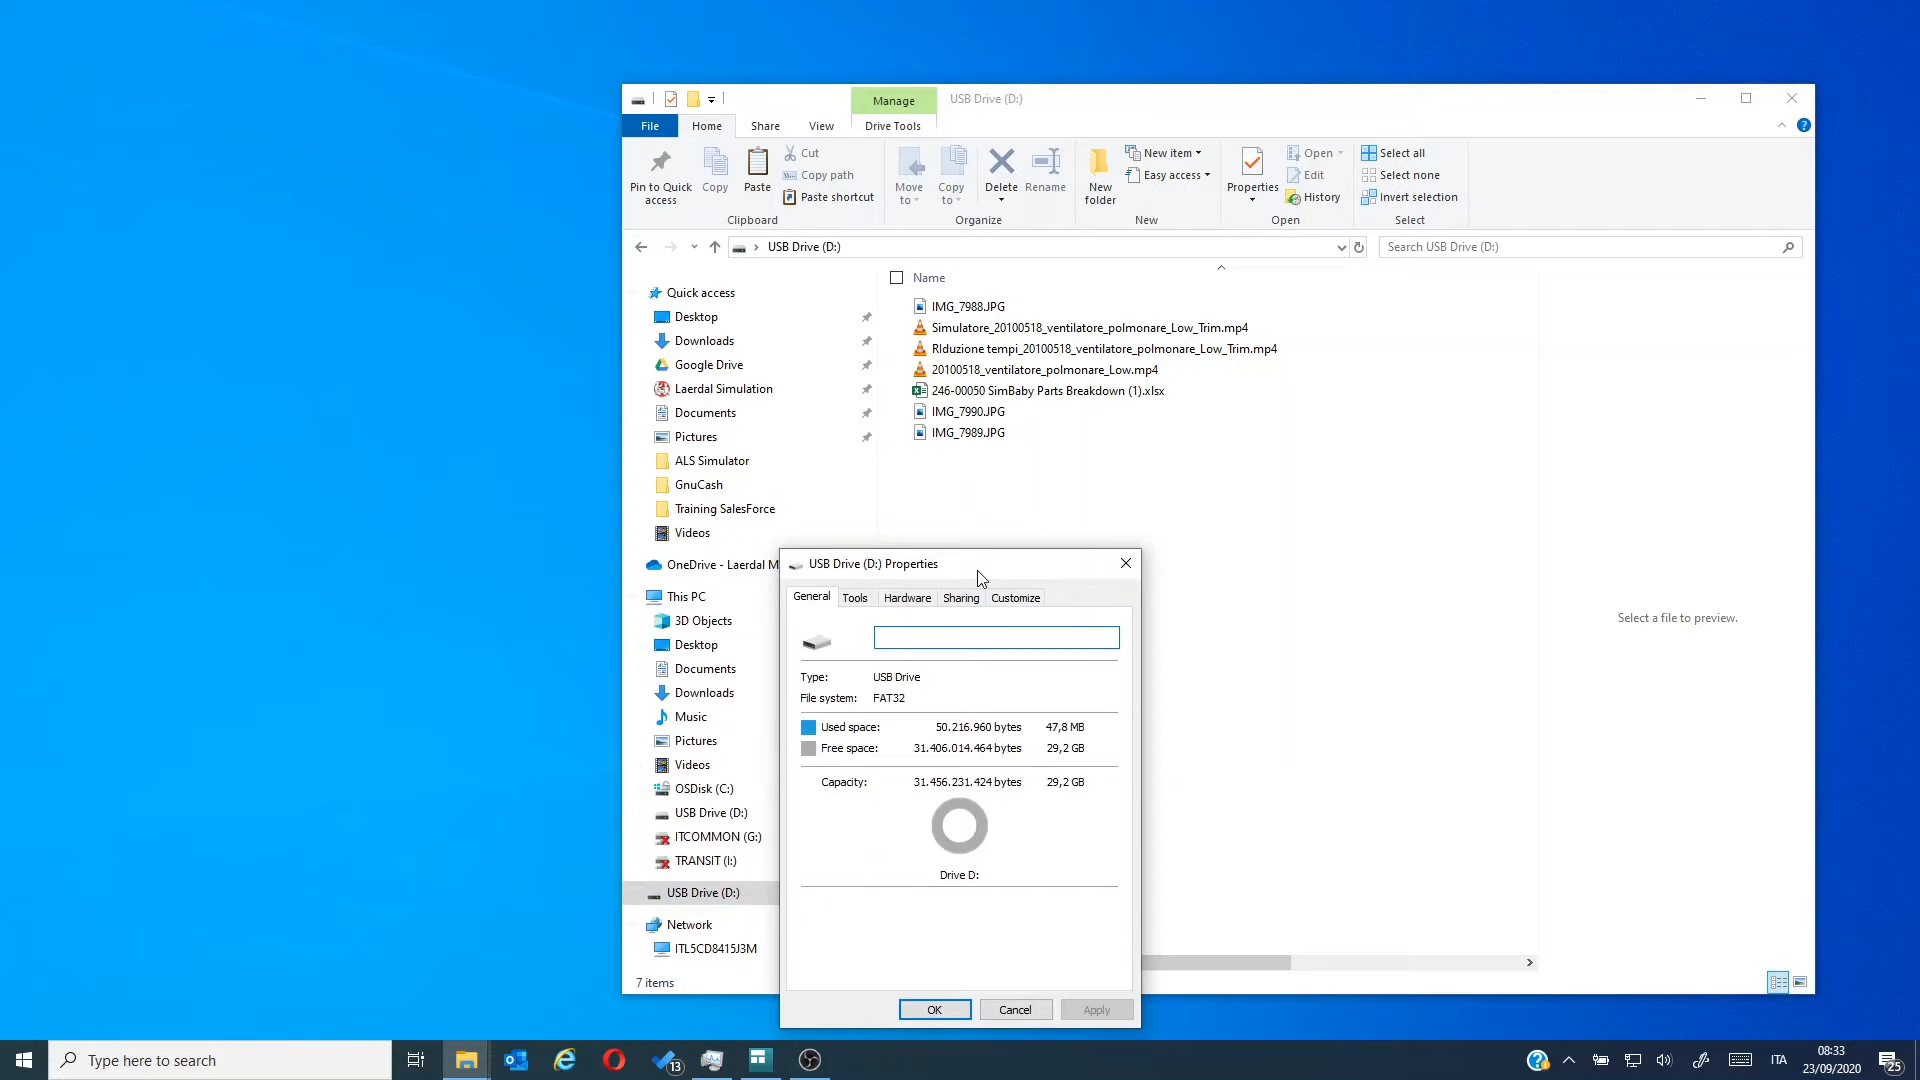 Manage
USB Drive (D:)
File
Home
Share
View
Drive Tools
Pin to Quick access
Copy
Paste
Cut
Copy path
Paste shortcut
Clipboard
Move to
Copy to
Delete
Rename
Organize
New folder
New item
Easy access
New
Properties
Open
Edit
History
Open
Select all
Select none
Invert selection
Select
USB Drive (D:)
Search USB Drive (D:)
Name
IMG_7988.JPG
Simulatore_20100518_ventilatore_polmonare_Low_Trim.mp4
RIduzione tempi_20100518_ventilatore_polmonare_Low_Trim.mp4
20100518_ventilatore_polmonare_Low.mp4
246-00050 SimBaby Parts Breakdown (1).xlsx
IMG_7990.JPG
IMG_7989.JPG
Quick access
Desktop
Downloads
Google Drive
Laerdal Simulation
Documents
Pictures
ALS Simulator
GnuCash
Training SalesForce
Videos
OneDrive - Laerdal M
This PC
3D Objects
Desktop
Documents
Downloads
Music
Pictures
Videos
OSDisk (C:)
USB Drive (D:)
ITCOMMON (G:)
TRANSIT (I:)
USB Drive (D:)
Network
ITL5CD8415J3M
7 items
Select a file to preview.
USB Drive (D:) Properties
General
Tools
Hardware
Sharing
Customize
Type: USB Drive
File system: FAT32
Used space: 50.216.960 bytes 47,8 MB
Free space: 31.406.014.464 bytes 29,2 GB
Capacity: 31.456.231.424 bytes 29,2 GB
Drive D:
OK
Cancel
Apply
Type here to search
13
ITA
08:33
23/09/2020
25